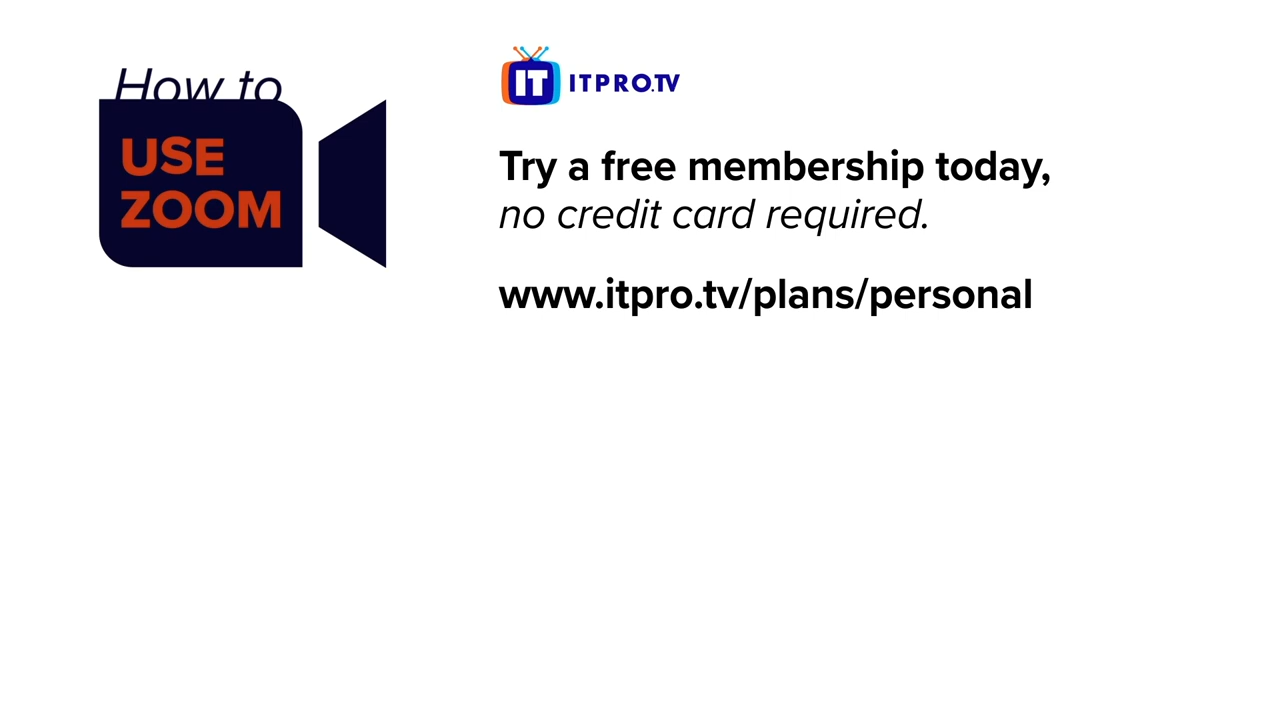 How to
USE
ZOOM
IT ITPRO.TV
Try a free membership today,
no credit card required.
www.itpro.tv/plans/personal